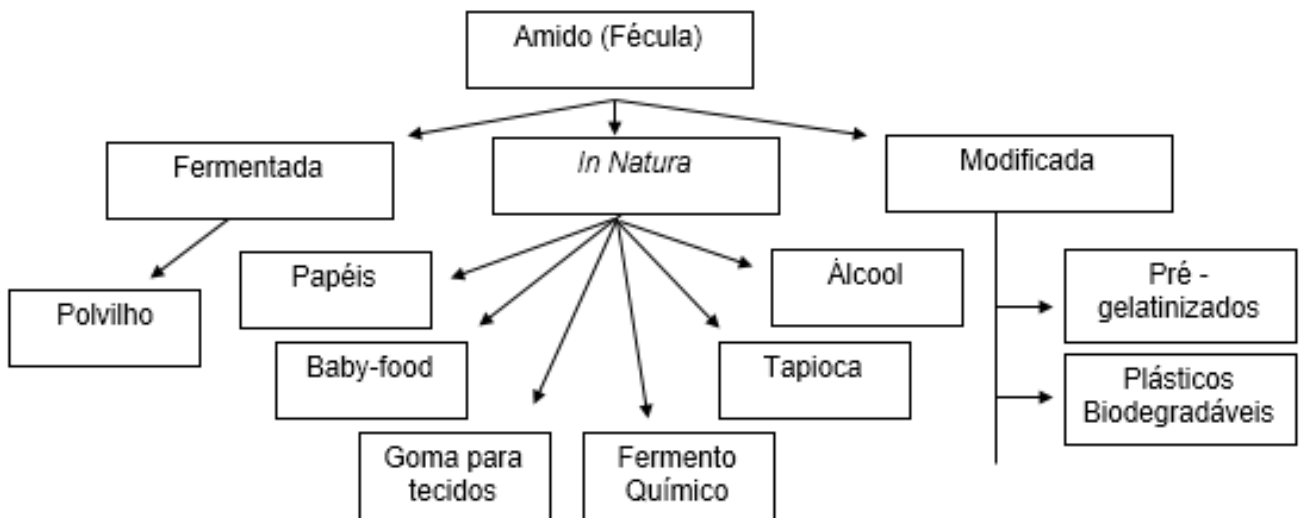 Amido (Fécula)
Fermentada
In Natura
Modificada
Polvilho
Papéis
Baby-food
Goma para
tecidos
Fermento
Químico
Tapioca
Álcool
Pré -
gelatinizados
Plásticos
Biodegradáveis